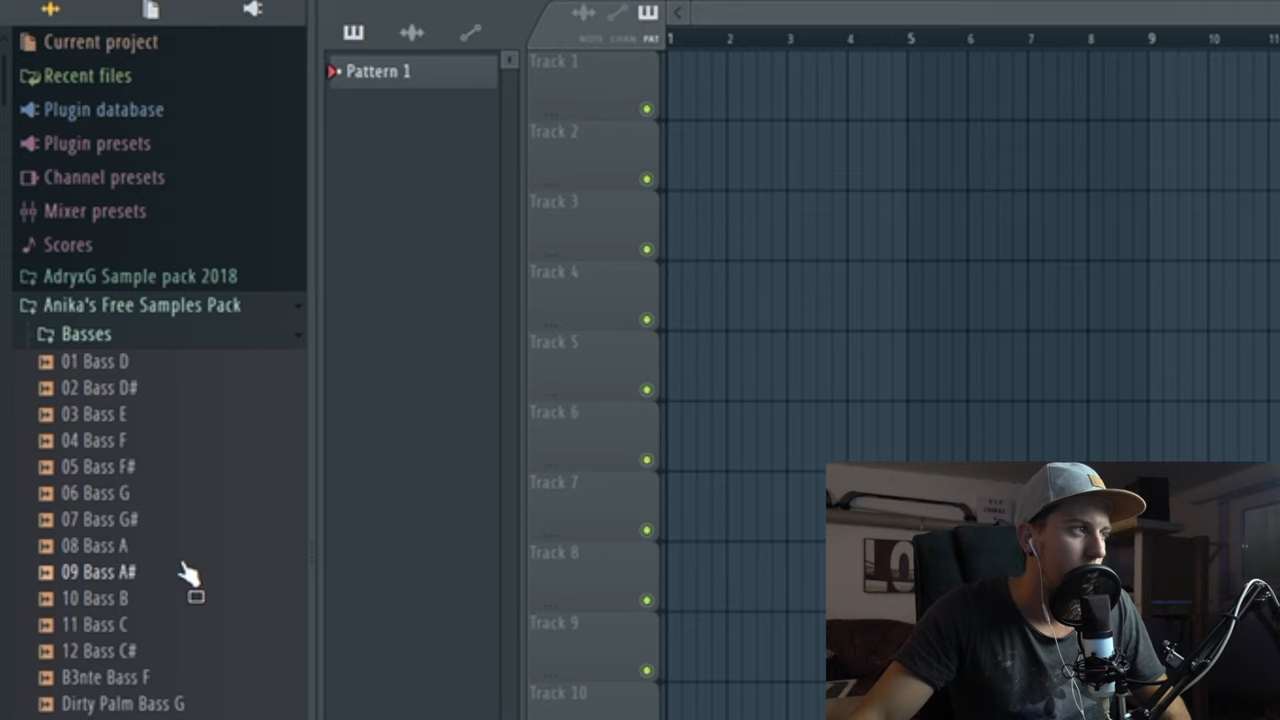 Current project
Recent files
Plugin database
Plugin presets
Channel presets
Mixer presets
Scores
AdryxG Sample pack 2018
Anika's Free Samples Pack
Basses
01 Bass D
02 Bass D#
03 Bass E
04 Bass F
05 Bass F#
06 Bass G
07 Bass G#
08 Bass A
09 Bass A#
10 Bass B
11 Bass C
12 Bass C#
B3nte Bass F
Dirty Palm Bass G
Pattern 1
NOTE CHAN PAT
1 2 3 4 5 6 7 8 9 10 11
Track 1
Track 2
Track 3
Track 4
Track 5
Track 6
Track 7
Track 8
Track 9
Track 10